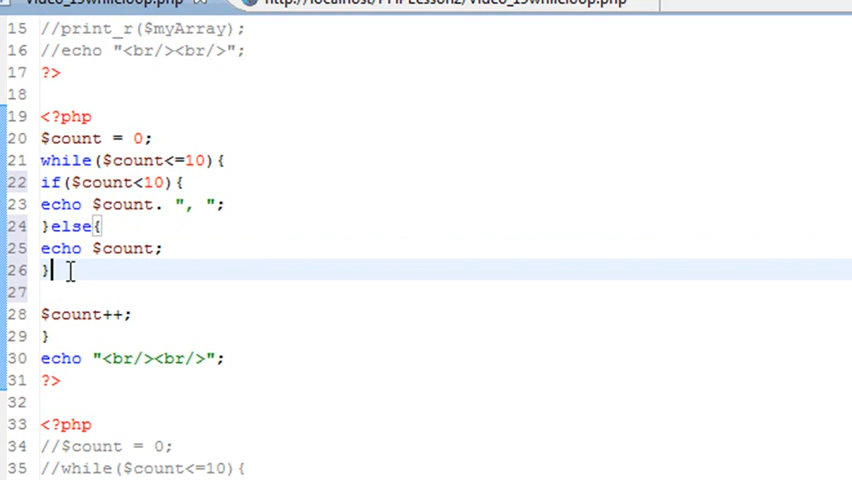 video_15whileloop.php http://localhost/PHPLesson2/video_15whileloop.php
15 //print_r($myArray);
16 //echo "<br/><br/>";
17 ?>
18
19 <?php
20 $count = 0;
21 while($count<=10){
22 if($count<10){
23 echo $count. ", ";
24 }else{
25 echo $count;
26 }
27
28 $count++;
29 }
30 echo "<br/><br/>";
31 ?>
32
33 <?php
34 //$count = 0;
35 //while($count<=10){